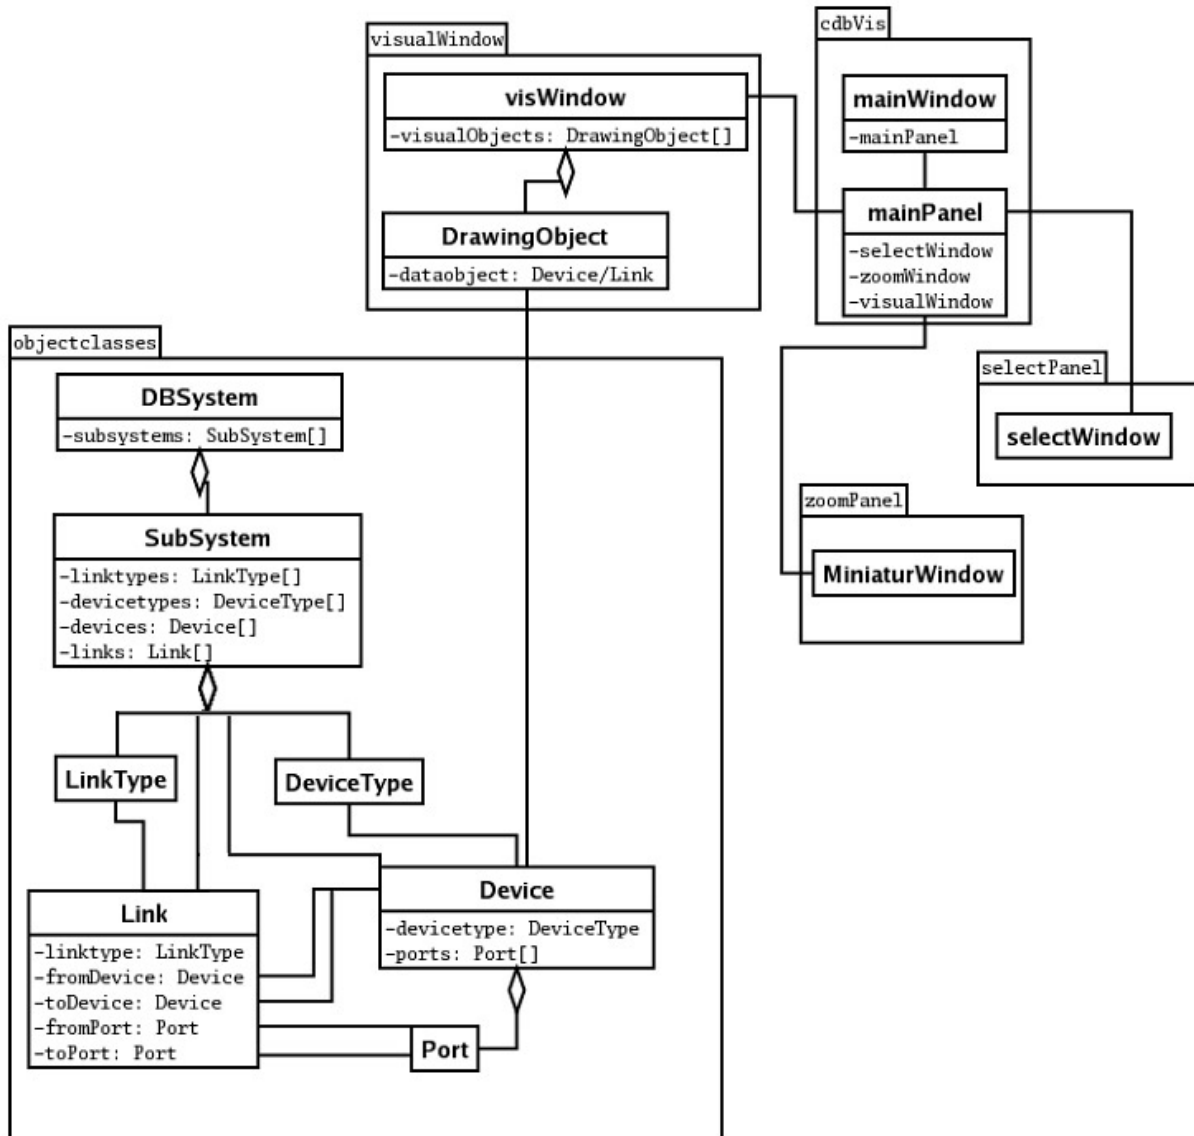 visualWindow
visWindow
-visualObjects: DrawingObject[]
DrawingObject
-dataobject: Device/Link
cdbVis
mainWindow
-mainPanel
mainPanel
-selectWindow
-zoomWindow
-visualWindow
selectPanel
selectWindow
zoomPanel
MiniaturWindow
objectclasses
DBSystem
-subsystems: SubSystem[]
SubSystem
-linktypes: LinkType[]
-devicetypes: DeviceType[]
-devices: Device[]
-links: Link[]
LinkType
DeviceType
Link
-linktype: LinkType
-fromDevice: Device
-toDevice: Device
-fromPort: Port
-toPort: Port
Device
-devicetype: DeviceType
-ports: Port[]
Port